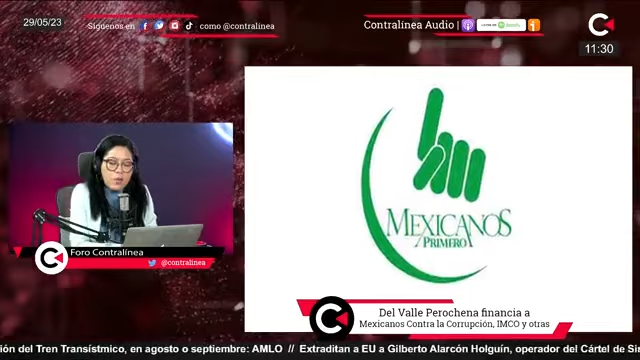 29/05/23
Síguenos en como @contralinea
Contralínea Audio |
11:30
MEXICANOS
PRIMERO
Foro Contralínea
@contralinea
Del Valle Perochena financia a
Mexicanos Contra la Corrupción, IMCO y otras
ión del Tren Transístmico, en agosto o septiembre: AMLO // Extraditan a EU a Gilberto Alarcón Holguín, operador del Cártel de S